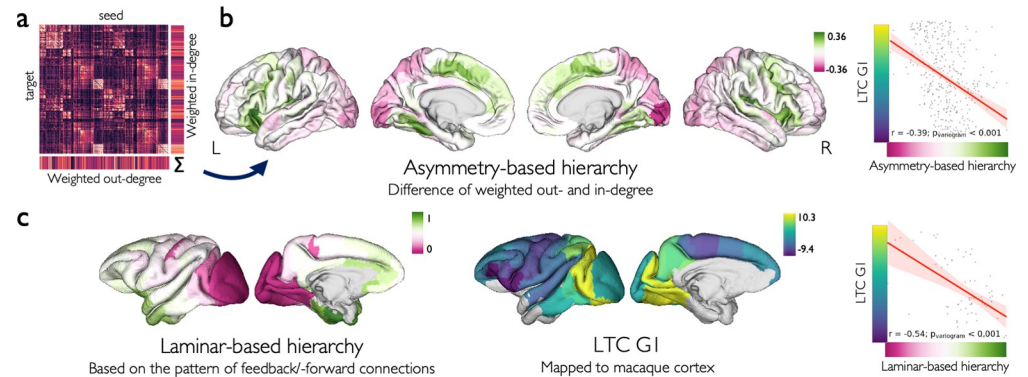 a
seed
target
Weighted in-degree
Weighted out-degree
Σ
b
0.36
-0.36
L
R
Asymmetry-based hierarchy
Difference of weighted out- and in-degree
LTC G1
r = -0.39; pvariogram < 0.001
Asymmetry-based hierarchy
c
1
0
Laminar-based hierarchy
Based on the pattern of feedback/-forward connections
10.3
-9.4
LTC G1
Mapped to macaque cortex
LTC G1
r = -0.54; pvariogram < 0.001
Laminar-based hierarchy